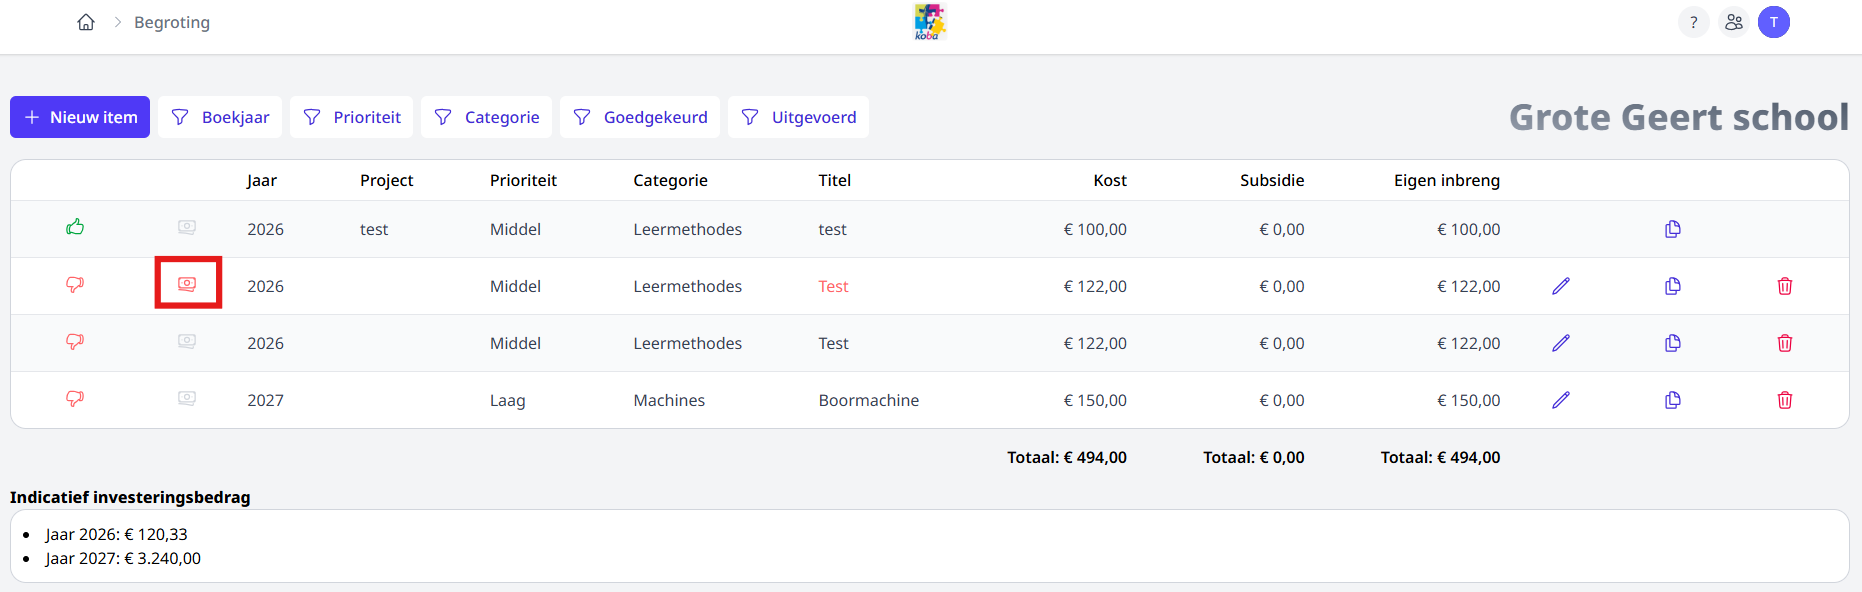 Begroting
koba
?
T
Nieuw item
Boekjaar
Prioriteit
Categorie
Goedgekeurd
Uitgevoerd
Grote Geert school
Jaar Project Prioriteit Categorie Titel Kost Subsidie Eigen inbreng
2026 test Middel Leermethodes test € 100,00 € 0,00 € 100,00
2026 Middel Leermethodes Test € 122,00 € 0,00 € 122,00
2026 Middel Leermethodes Test € 122,00 € 0,00 € 122,00
2027 Laag Machines Boormachine € 150,00 € 0,00 € 150,00
Totaal: € 494,00 Totaal: € 0,00 Totaal: € 494,00
Indicatief investeringsbedrag
Jaar 2026: € 120,33
Jaar 2027: € 3.240,00